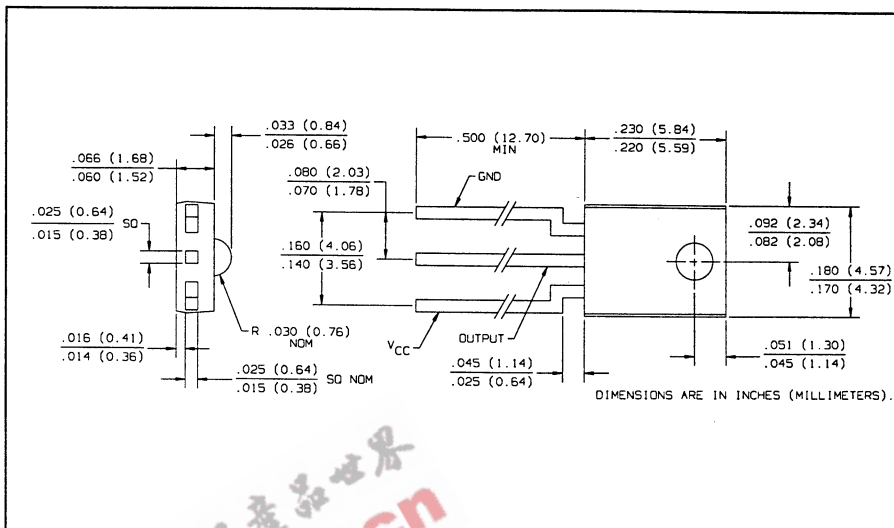 .033 (0.84)
.026 (0.66)
.066 (1.68)
.060 (1.52)
.025 (0.64)
.015 (0.38)
SQ
R .030 (0.76)
NOM
.016 (0.41)
.014 (0.36)
.025 (0.64)
.015 (0.38)
SQ NOM
.500 (12.70)
MIN
.230 (5.84)
.220 (5.59)
.080 (2.03)
.070 (1.78)
GND
.160 (4.06)
.140 (3.56)
.092 (2.34)
.082 (2.08)
.180 (4.57)
.170 (4.32)
VCC
OUTPUT
.045 (1.14)
.025 (0.64)
.051 (1.30)
.045 (1.14)
DIMENSIONS ARE IN INCHES (MILLIMETERS).
品世界
.cn